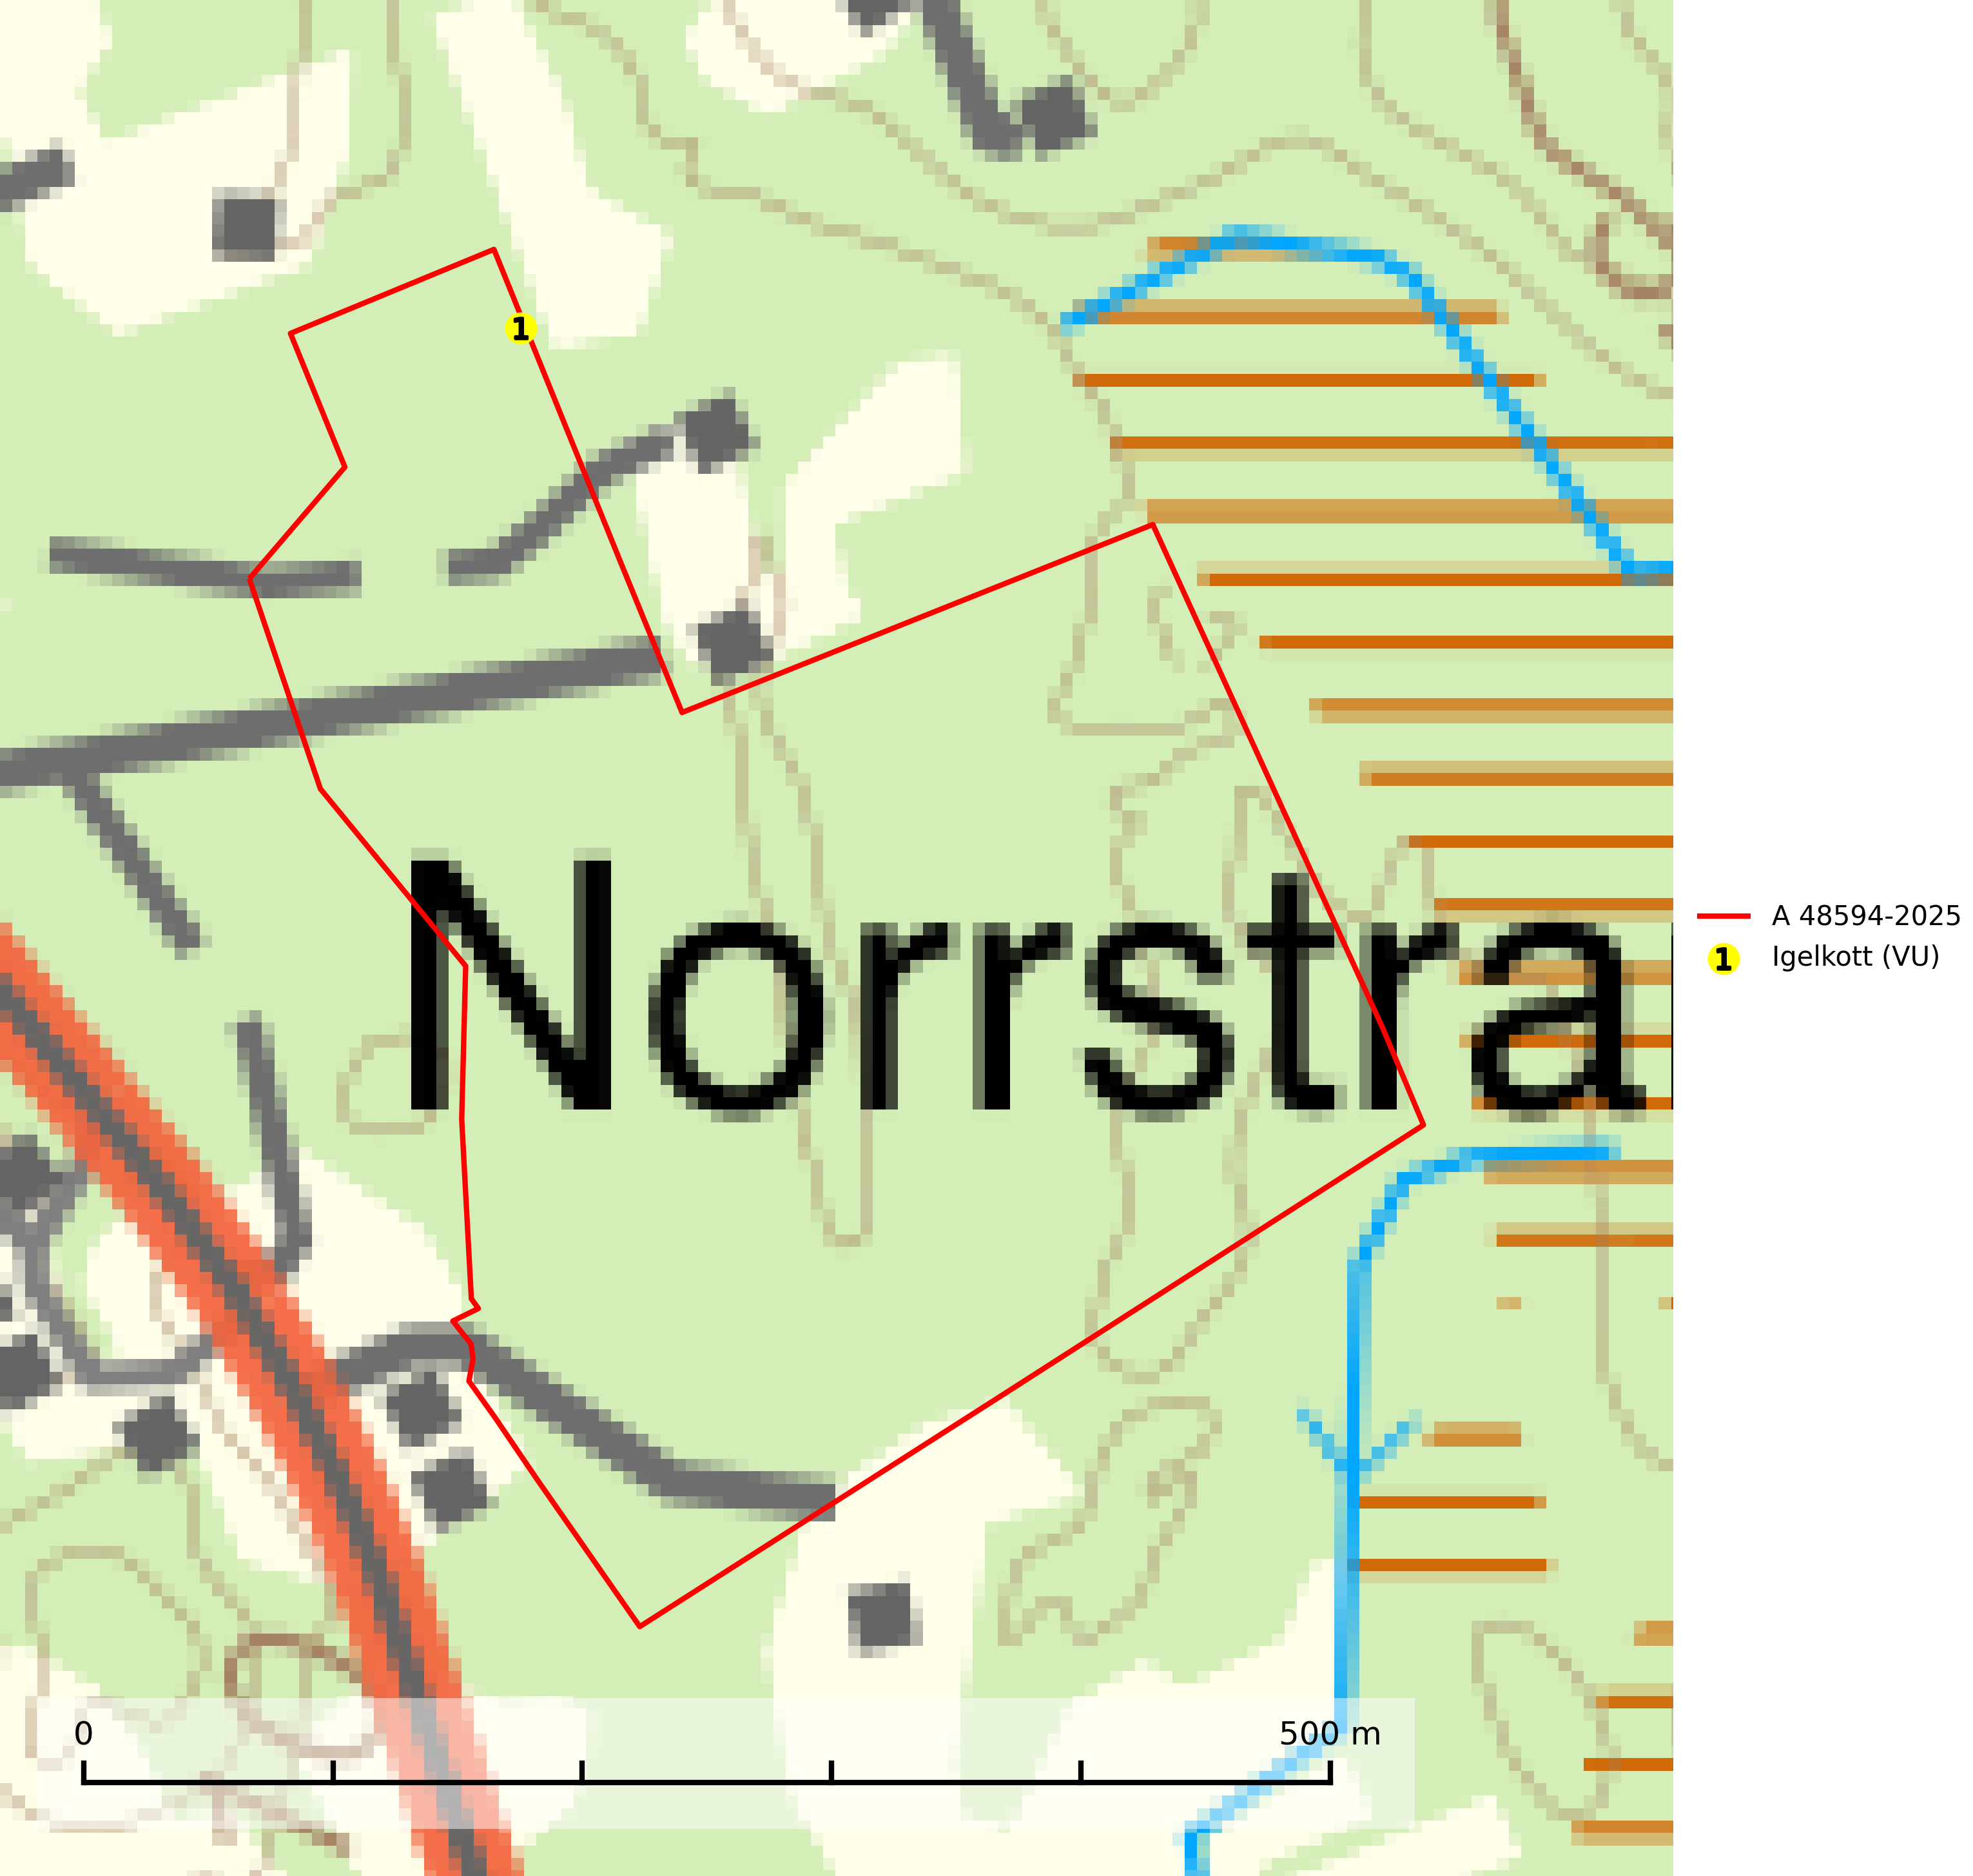 1
Norrstra
A 48594-2025
1 Igelkott (VU)
0 500 m